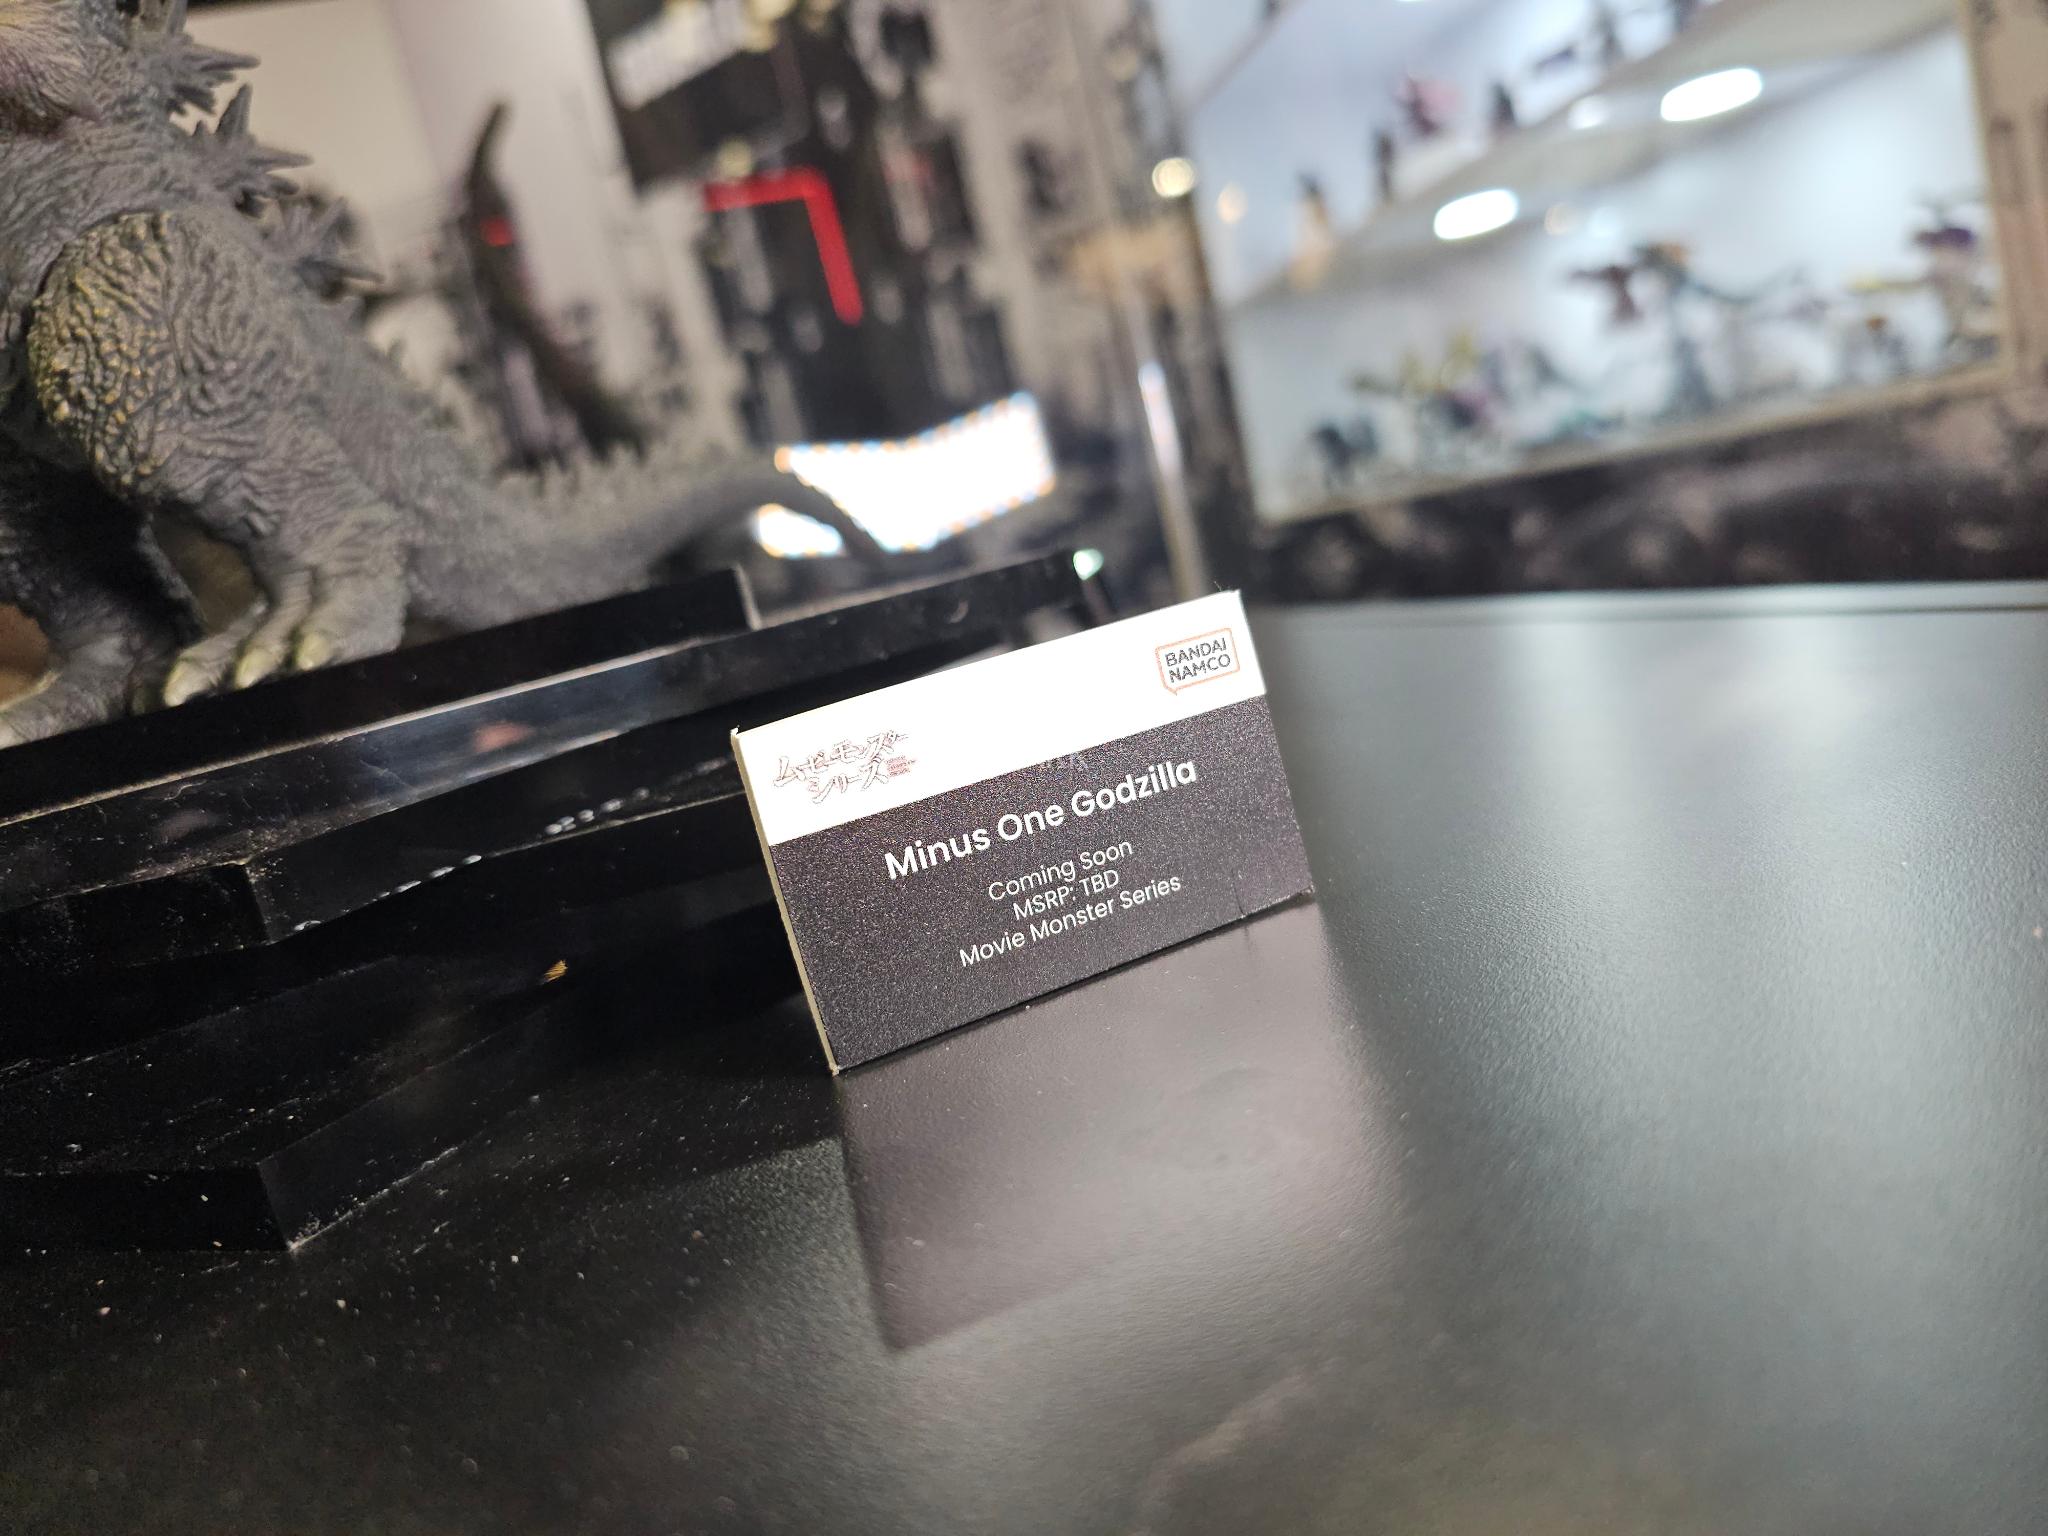 BANDAI
NAMCO
ムービーモンスター
シリーズ
Minus One Godzilla
Coming Soon
MSRP: TBD
Movie Monster Series